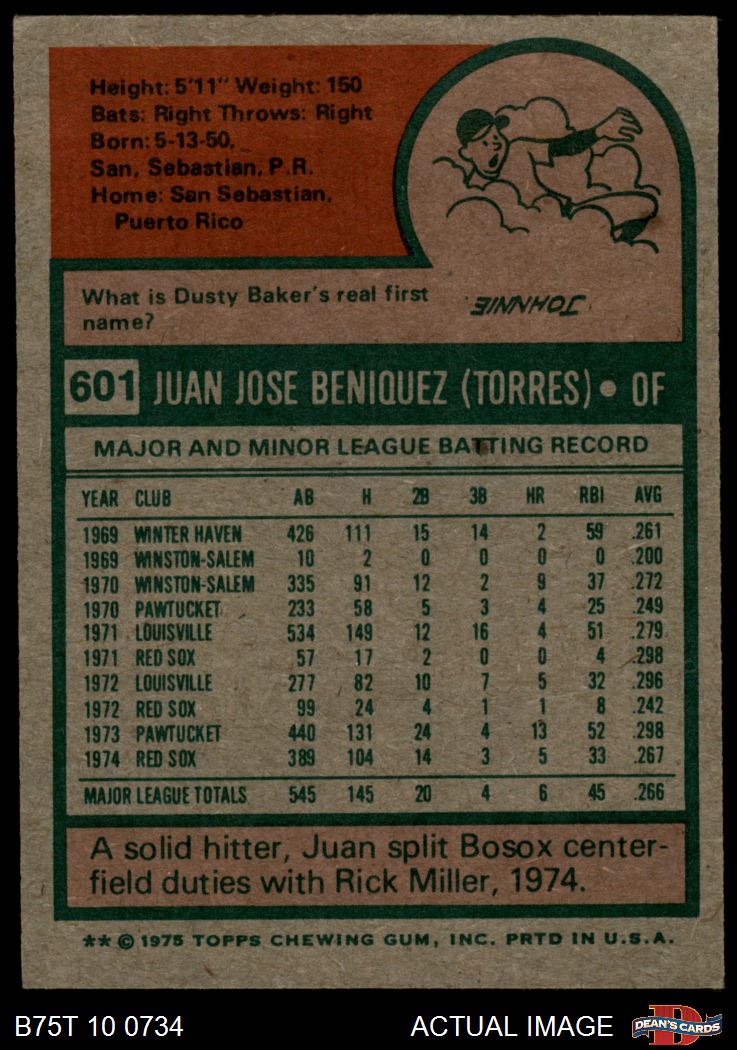 Height: 5'11" Weight: 150
Bats: Right Throws: Right
Born: 5-13-50,
San, Sebastian, P.R.
Home: San Sebastian,
Puerto Rico
What is Dusty Baker's real first
name?
JOHNNIE
601 JUAN JOSE BENIQUEZ (TORRES) • OF
MAJOR AND MINOR LEAGUE BATTING RECORD
YEAR CLUB AB H 2B 3B HR RBI AVG
1969 WINTER HAVEN 426 111 15 14 2 59 .261
1969 WINSTON-SALEM 10 2 0 0 0 0 .200
1970 WINSTON-SALEM 335 91 12 2 9 37 .272
1970 PAWTUCKET 233 58 5 3 4 25 .249
1971 LOUISVILLE 534 149 12 16 4 51 .279
1971 RED SOX 57 17 2 0 0 4 .298
1972 LOUISVILLE 277 82 10 7 5 32 .296
1972 RED SOX 99 24 4 1 1 8 .242
1973 PAWTUCKET 440 131 24 4 13 52 .298
1974 RED SOX 389 104 14 3 5 33 .267
MAJOR LEAGUE TOTALS 545 145 20 4 6 45 .266
A solid hitter, Juan split Bosox center-
field duties with Rick Miller, 1974.
** © 1975 TOPPS CHEWING GUM, INC. PRTD IN U.S.A.
B75T 10 0734 ACTUAL IMAGE DEAN'S CARDS